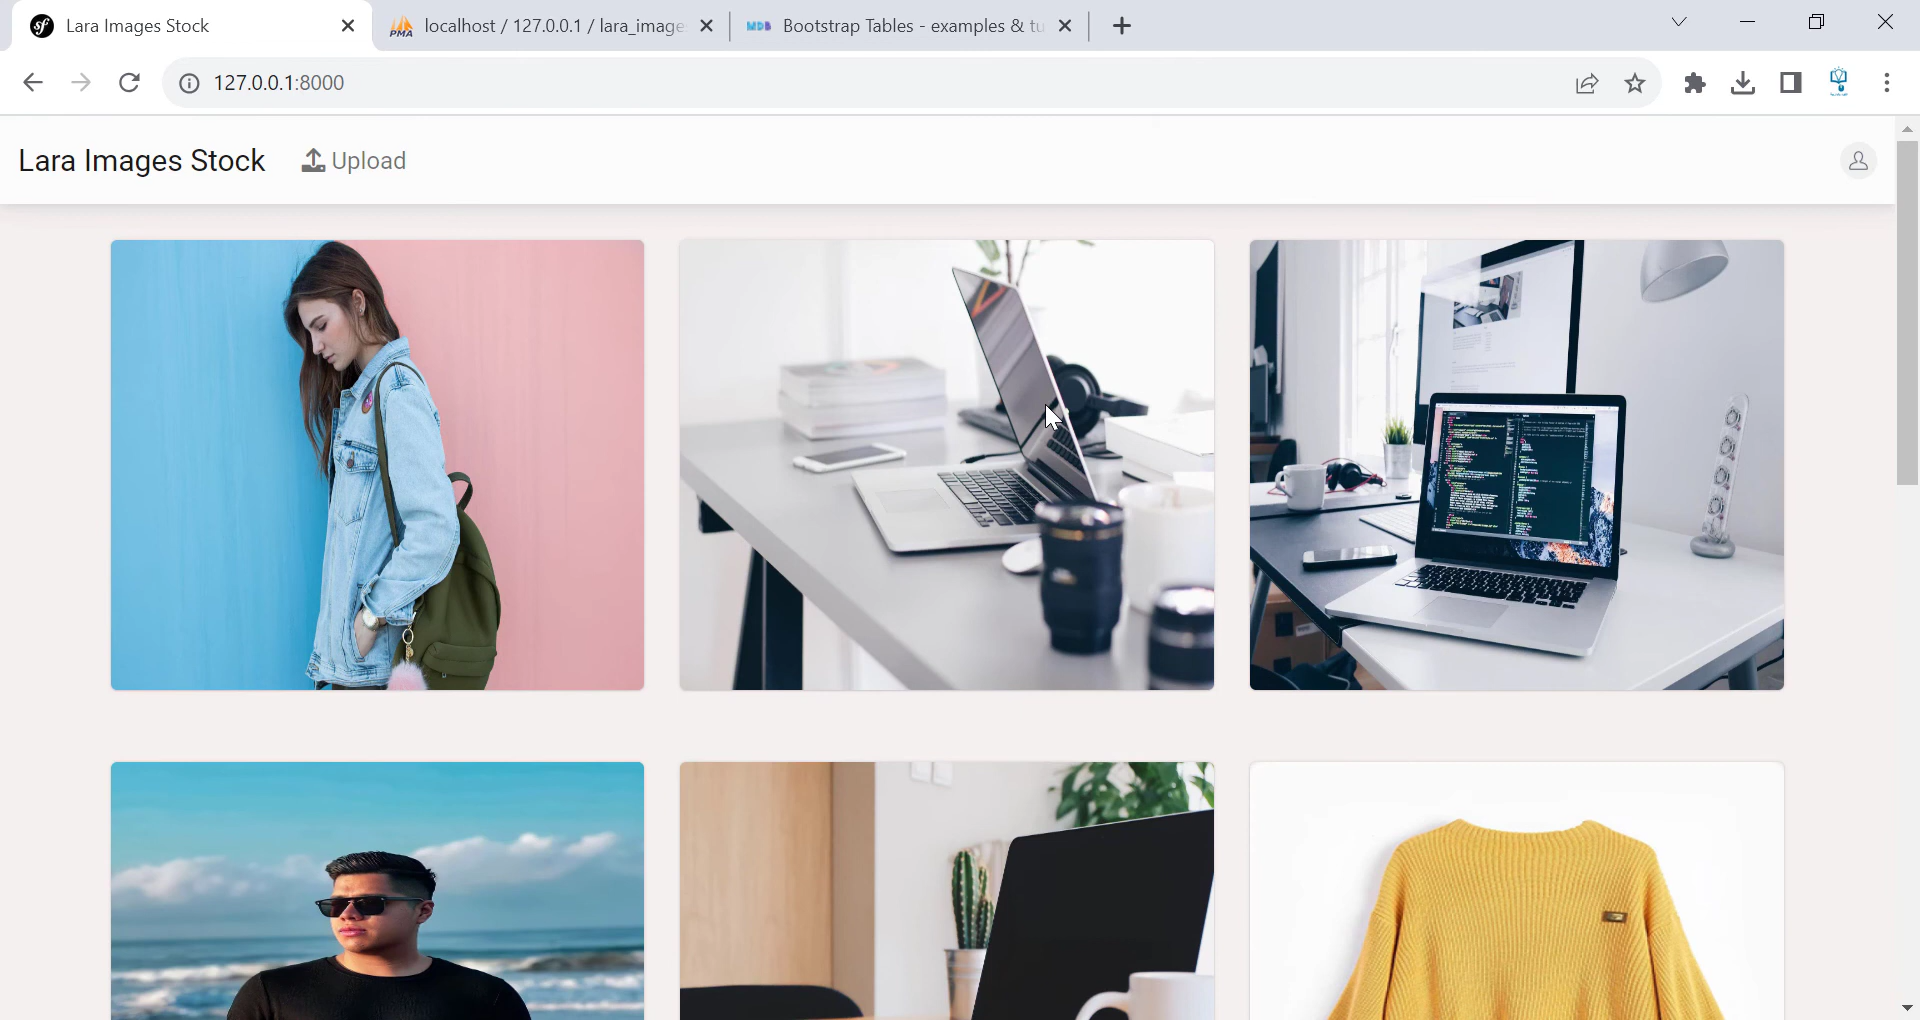 Lara Images Stock
localhost / 127.0.0.1 / lara_image
MDB Bootstrap Tables - examples & tu
127.0.0.1:8000
Lara Images Stock Upload